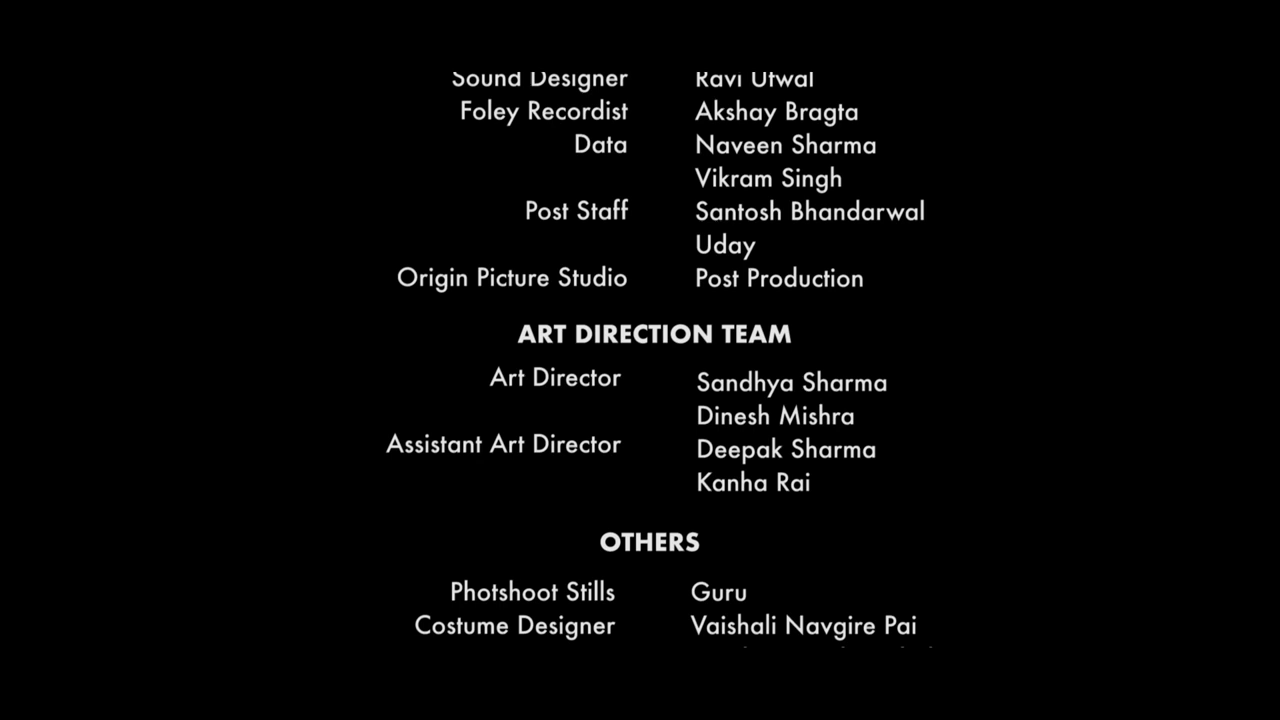 Sound Designer Ravi Utwal
Foley Recordist Akshay Bragta
Data Naveen Sharma
Vikram Singh
Post Staff Santosh Bhandarwal
Uday
Origin Picture Studio Post Production
ART DIRECTION TEAM
Art Director Sandhya Sharma
Dinesh Mishra
Assistant Art Director Deepak Sharma
Kanha Rai
OTHERS
Photshoot Stills Guru
Costume Designer Vaishali Navgire Pai